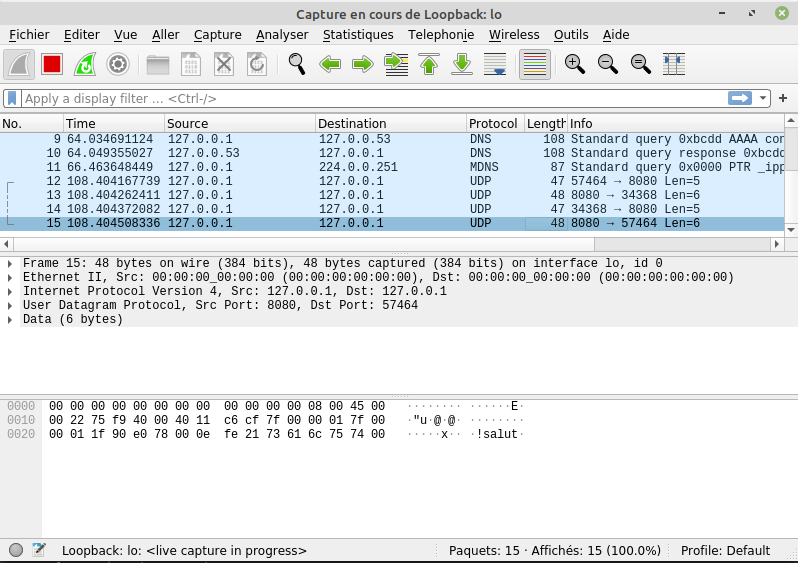 Capture en cours de Loopback: lo
Fichier Editer Vue Aller Capture Analyser Statistiques Telephonie Wireless Outils Aide
Apply a display filter ... <Ctrl-/>
No. Time Source Destination Protocol Length Info
9 64.034691124 127.0.0.1 127.0.0.53 DNS 108 Standard query 0xbcdd AAAA con
10 64.049355027 127.0.0.53 127.0.0.1 DNS 108 Standard query response 0xbcdd
11 66.463648449 127.0.0.1 224.0.0.251 MDNS 87 Standard query 0x0000 PTR _ipp
12 108.404167739 127.0.0.1 127.0.0.1 UDP 47 57464 → 8080 Len=5
13 108.404262411 127.0.0.1 127.0.0.1 UDP 48 8080 → 34368 Len=6
14 108.404372082 127.0.0.1 127.0.0.1 UDP 47 34368 → 8080 Len=5
15 108.404508336 127.0.0.1 127.0.0.1 UDP 48 8080 → 57464 Len=6
Frame 15: 48 bytes on wire (384 bits), 48 bytes captured (384 bits) on interface lo, id 0
Ethernet II, Src: 00:00:00_00:00:00 (00:00:00:00:00:00), Dst: 00:00:00_00:00:00 (00:00:00:00:00:00)
Internet Protocol Version 4, Src: 127.0.0.1, Dst: 127.0.0.1
User Datagram Protocol, Src Port: 8080, Dst Port: 57464
Data (6 bytes)
0000 00 00 00 00 00 00 00 00 00 00 00 00 08 00 45 00 ········ ······E·
0010 00 22 75 f9 40 00 40 11 c6 cf 7f 00 00 01 7f 00 ·"u·@·@· ········
0020 00 01 1f 90 e0 78 00 0e fe 21 73 61 6c 75 74 00 ·····x·· ·!salut·
Loopback: lo: <live capture in progress> Paquets: 15 · Affichés: 15 (100.0%) Profile: Default